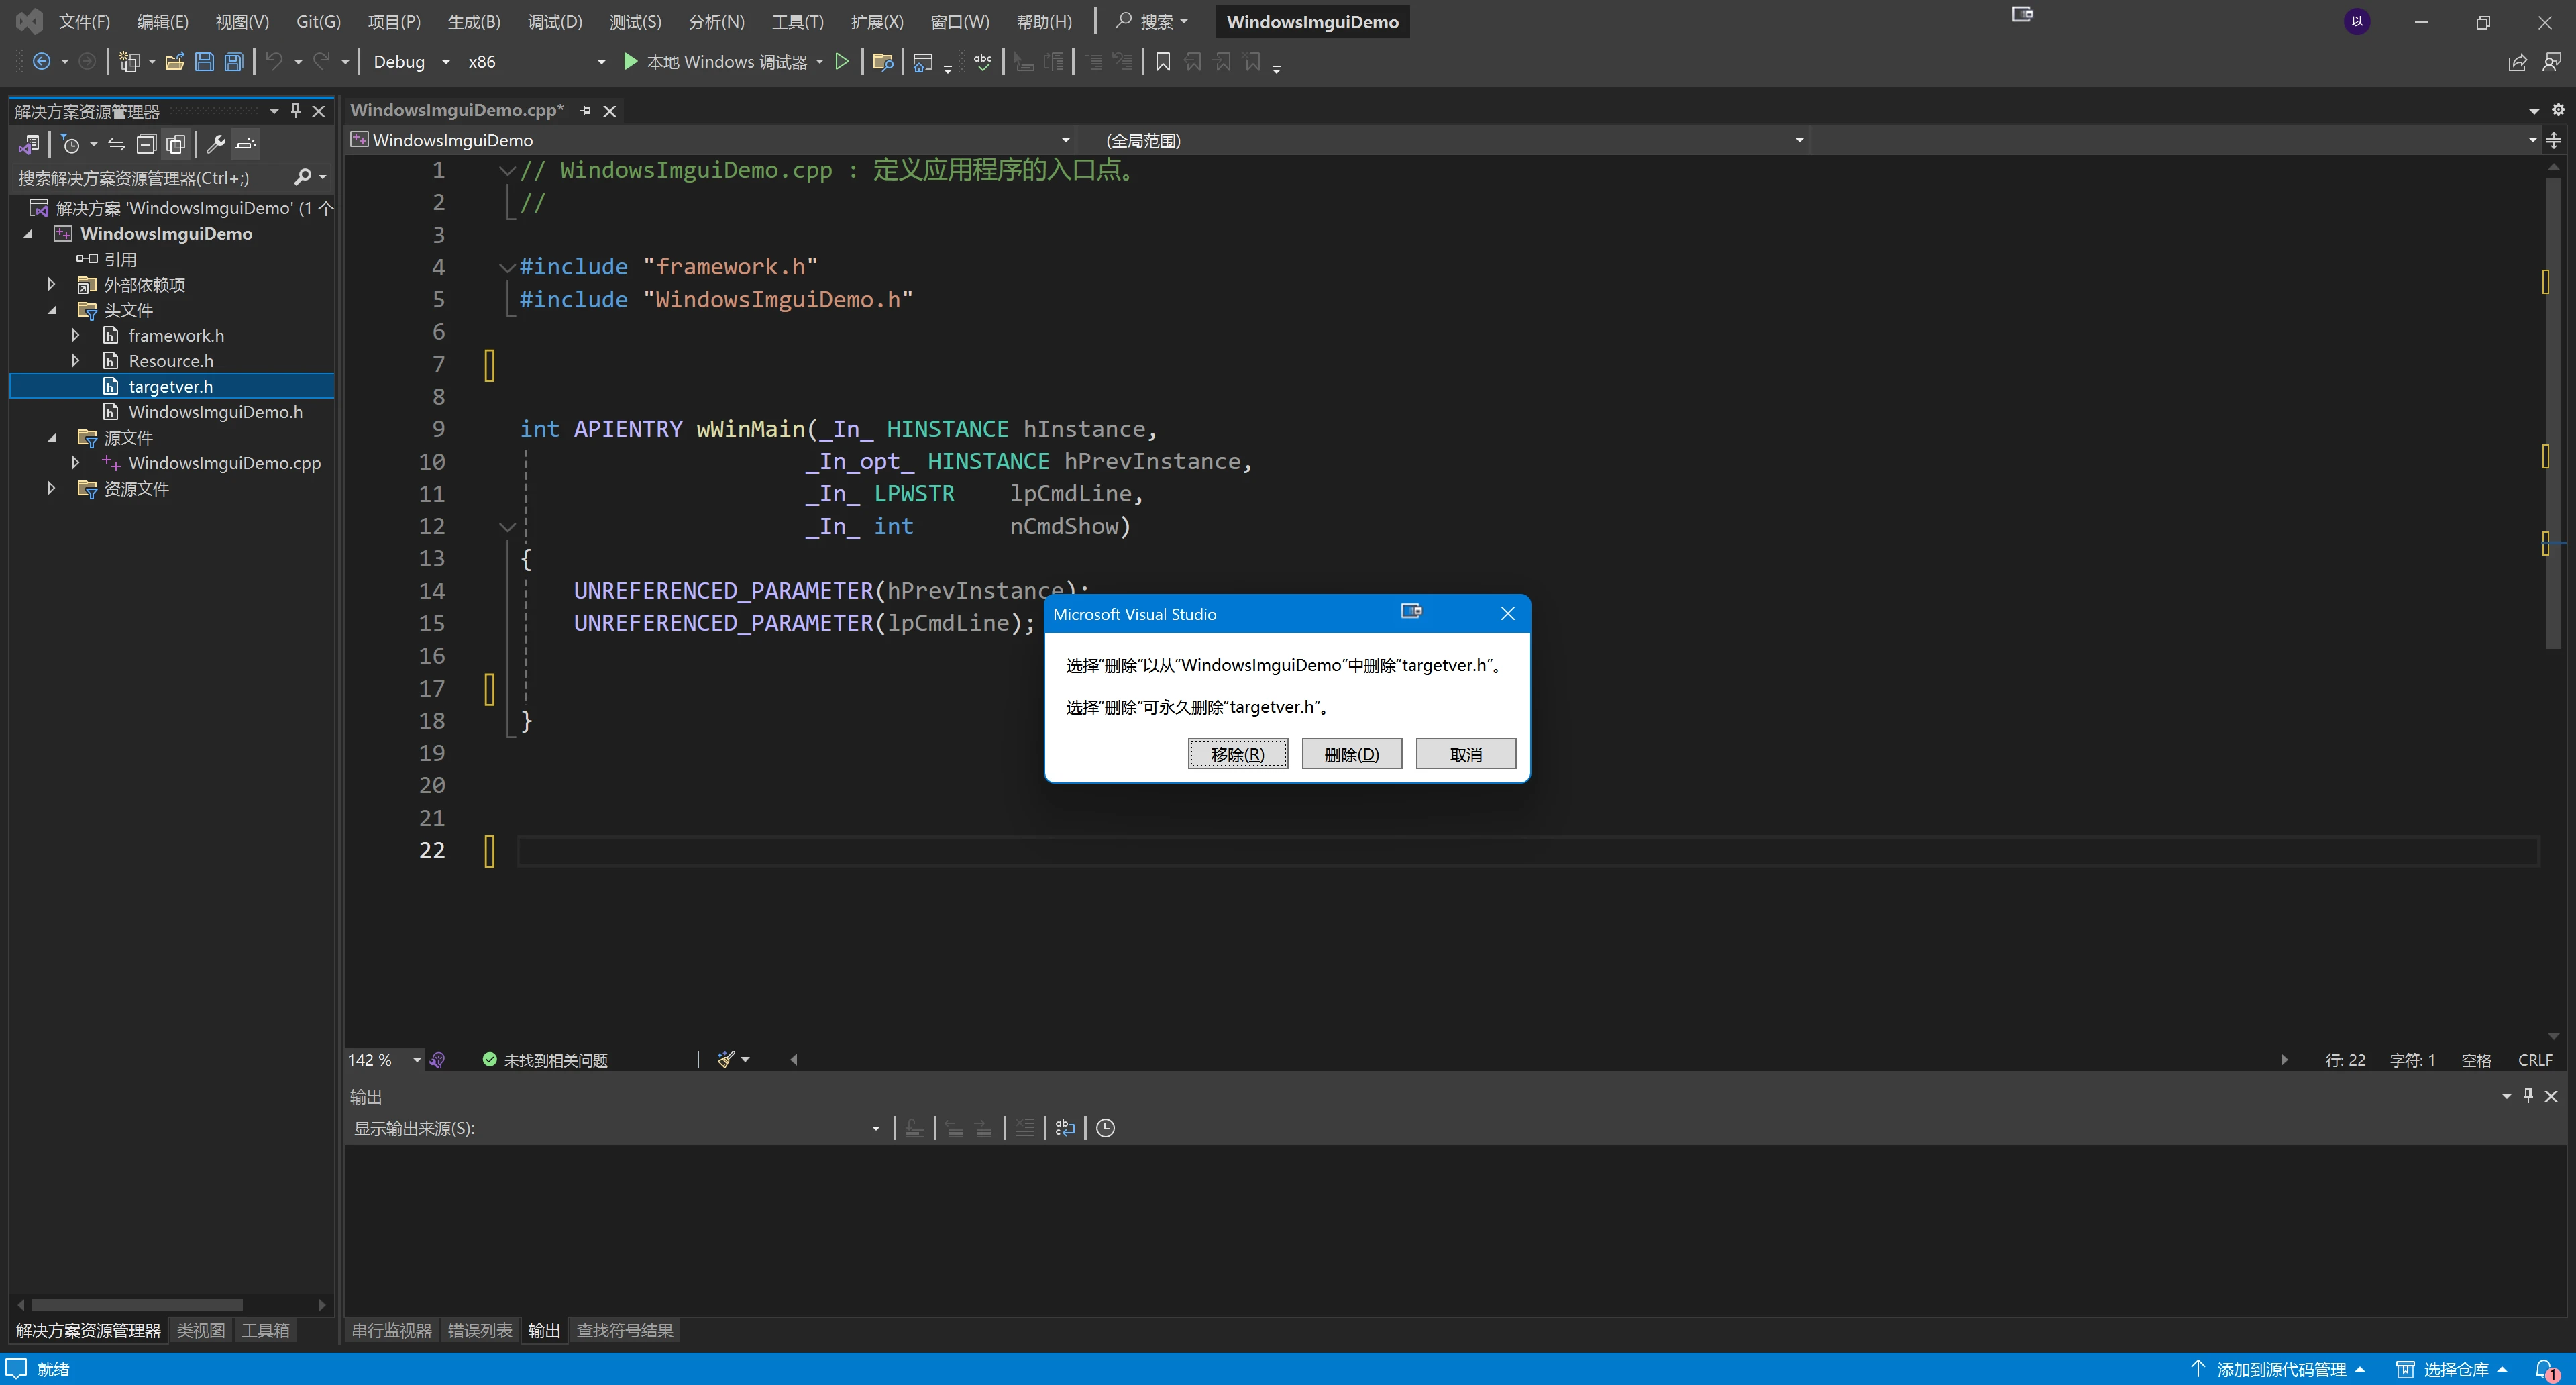 文件(F) 编辑(E) 视图(V) Git(G) 项目(P) 生成(B) 调试(D) 测试(S) 分析(N) 工具(T) 扩展(X) 窗口(W) 帮助(H) 搜索 WindowsImguiDemo 以
Debug x86 本地 Windows 调试器
解决方案资源管理器
搜索解决方案资源管理器(Ctrl+;)
解决方案 'WindowsImguiDemo' (1 个
WindowsImguiDemo
引用
外部依赖项
头文件
framework.h
Resource.h
targetver.h
WindowsImguiDemo.h
源文件
WindowsImguiDemo.cpp
资源文件
解决方案资源管理器 类视图 工具箱
WindowsImguiDemo.cpp*
WindowsImguiDemo (全局范围)
1 // WindowsImguiDemo.cpp : 定义应用程序的入口点。
2 //
3
4 #include "framework.h"
5 #include "WindowsImguiDemo.h"
6
7
8
9 int APIENTRY wWinMain(_In_ HINSTANCE hInstance,
10 _In_opt_ HINSTANCE hPrevInstance,
11 _In_ LPWSTR lpCmdLine,
12 _In_ int nCmdShow)
13 {
14 UNREFERENCED_PARAMETER(hPrevInstance);
15 UNREFERENCED_PARAMETER(lpCmdLine);
16
17
18 }
19
20
21
22
Microsoft Visual Studio
选择“删除”以从“WindowsImguiDemo”中删除“targetver.h”。
选择“删除”可永久删除“targetver.h”。
移除(R) 删除(D) 取消
142 % 未找到相关问题 行: 22 字符: 1 空格 CRLF
输出
显示输出来源(S):
串行监视器 错误列表 输出 查找符号结果
就绪 添加到源代码管理 选择仓库 1